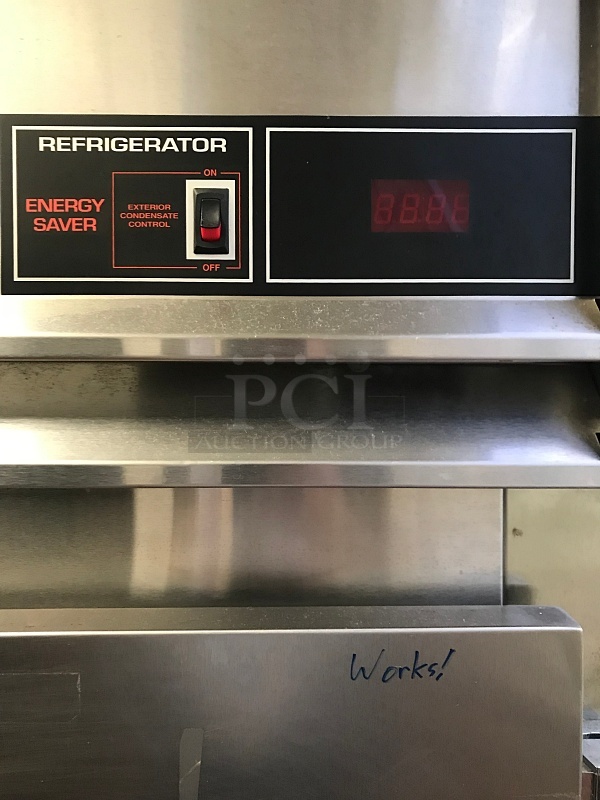 REFRIGERATOR
ON
ENERGY
SAVER
EXTERIOR
CONDENSATE
CONTROL
OFF
PCI
AUCTION GROUP
Works!